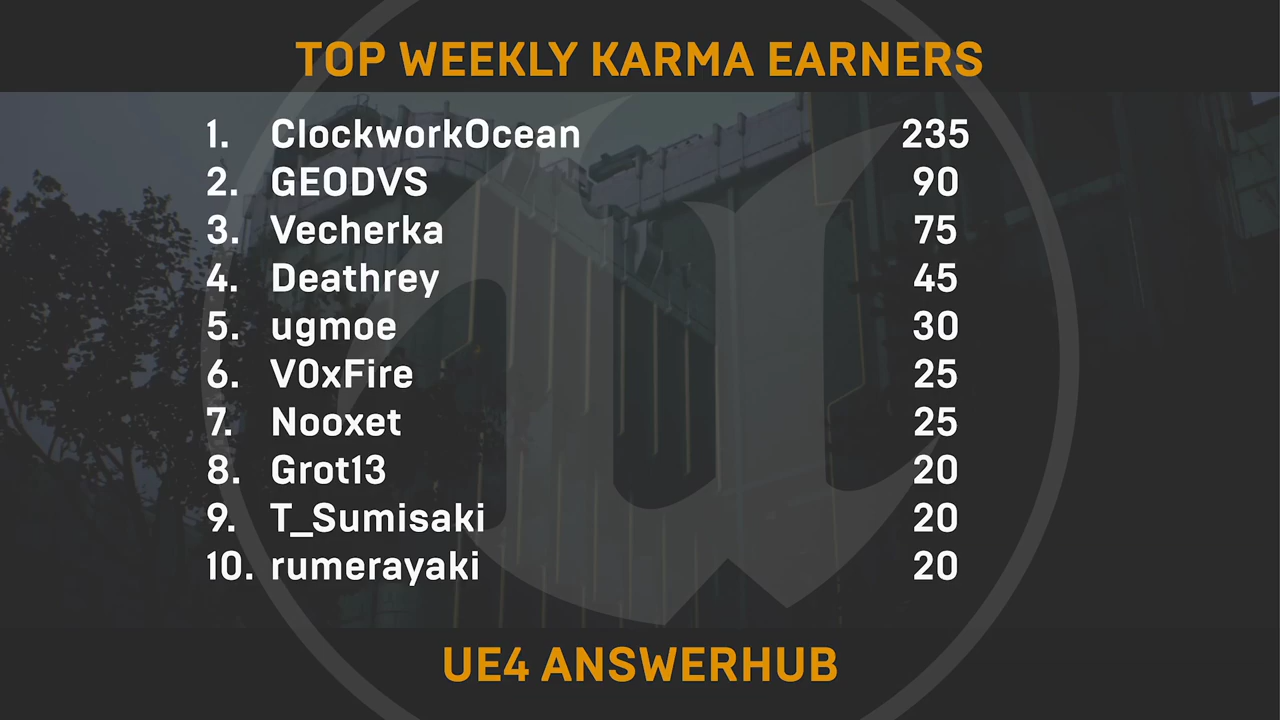 TOP WEEKLY KARMA EARNERS
1. ClockworkOcean 235
2. GEODVS 90
3. Vecherka 75
4. Deathrey 45
5. ugmoe 30
6. V0xFire 25
7. Nooxet 25
8. Grot13 20
9. T_Sumisaki 20
10. rumerayaki 20
UE4 ANSWERHUB